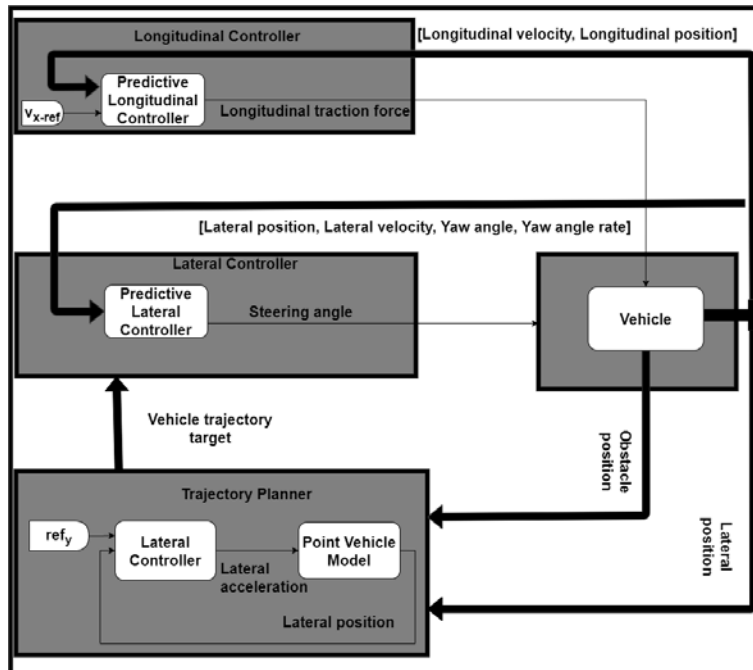 Longitudinal Controller
[Longitudinal velocity, Longitudinal position]
Predictive
Longitudinal
Controller
Vx-ref
Longitudinal traction force
[Lateral position, Lateral velocity, Yaw angle, Yaw angle rate]
Lateral Controller
Predictive
Lateral
Controller
Steering angle
Vehicle
Vehicle trajectory
target
Obstacle
position
Lateral
position
Trajectory Planner
refy
Lateral
Controller
Point Vehicle
Model
Lateral
acceleration
Lateral position